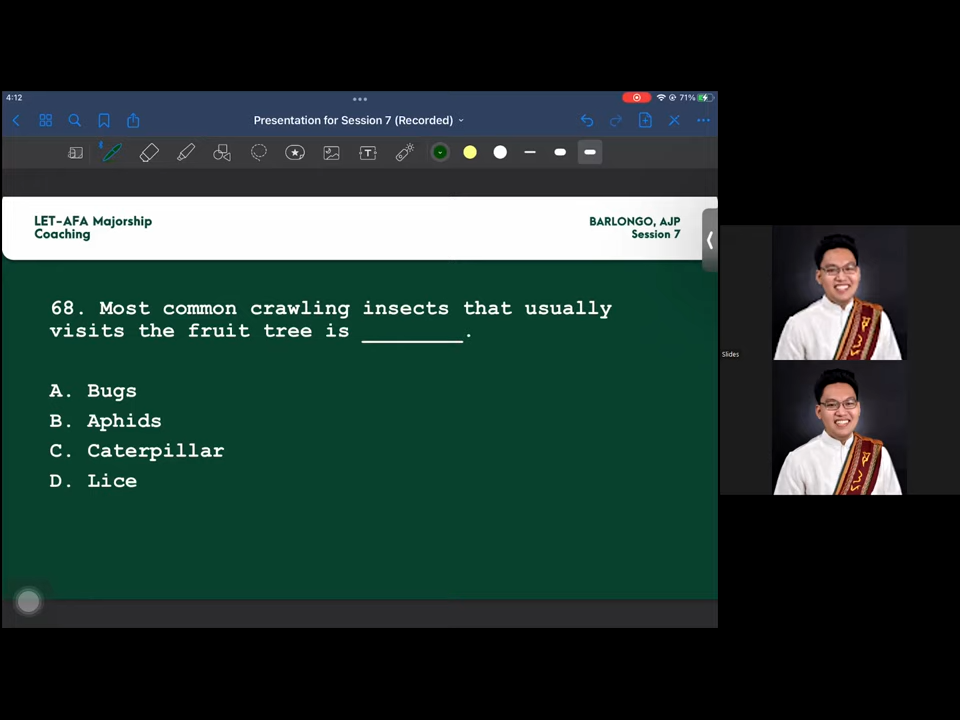 4:12
71%
Presentation for Session 7 (Recorded)
LET-AFA Majorship
Coaching
BARLONGO, AJP
Session 7
68. Most common crawling insects that usually
visits the fruit tree is ________.
A. Bugs
B. Aphids
C. Caterpillar
D. Lice
Slides